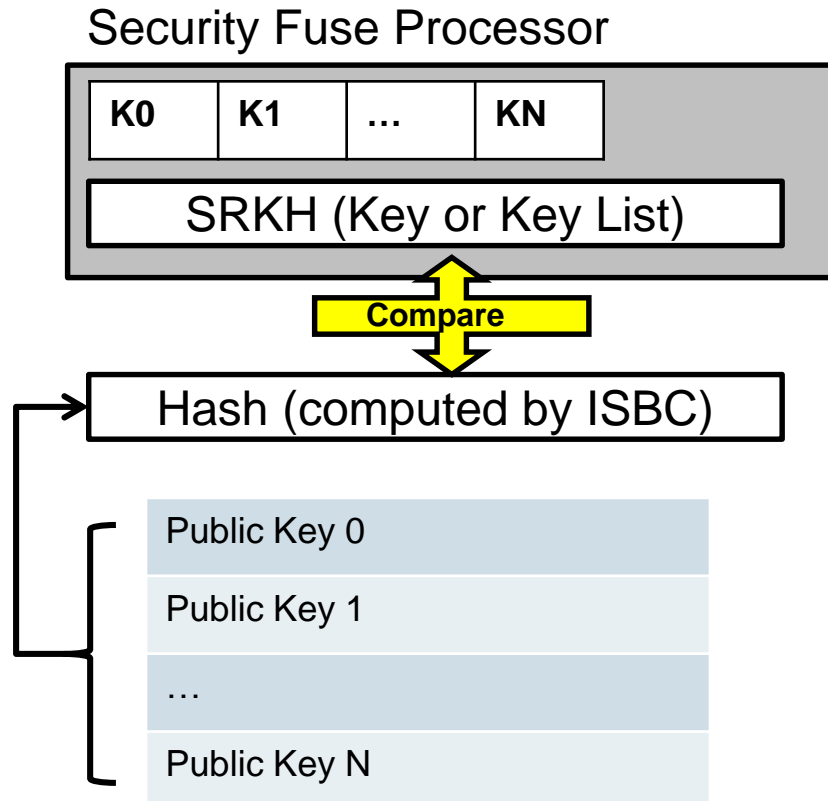 Security Fuse Processor
K0 K1 … KN
SRKH (Key or Key List)
Compare
Hash (computed by ISBC)
Public Key 0
Public Key 1
…
Public Key N